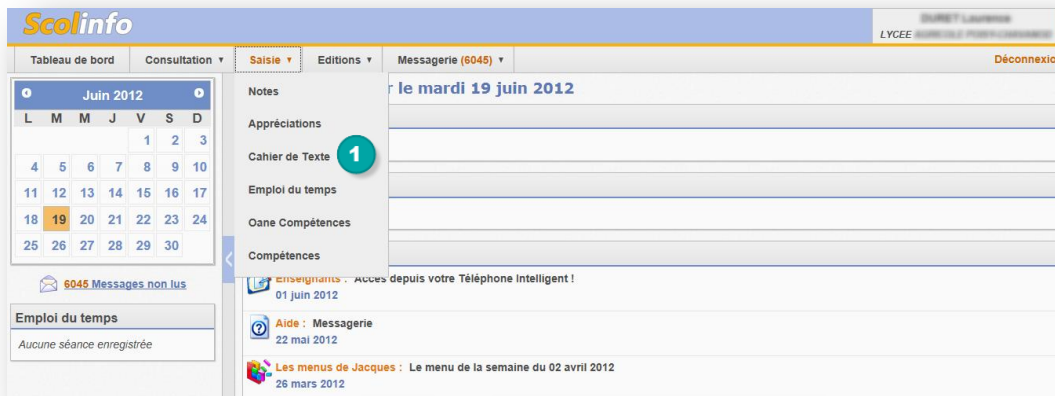 Scolinfo
LYCEE
Tableau de bord Consultation Saisie Editions Messagerie (6045) Déconnexio
Juin 2012
L M M J V S D
1 2 3
4 5 6 7 8 9 10
11 12 13 14 15 16 17
18 19 20 21 22 23 24
25 26 27 28 29 30
6045 Messages non lus
Emploi du temps
Aucune séance enregistrée
Notes
Appréciations
Cahier de Texte 1
Emploi du temps
Oane Compétences
Compétences
r le mardi 19 juin 2012
Enseignants : Accès depuis votre Téléphone Intelligent !
01 juin 2012
Aide : Messagerie
22 mai 2012
Les menus de Jacques : Le menu de la semaine du 02 avril 2012
26 mars 2012